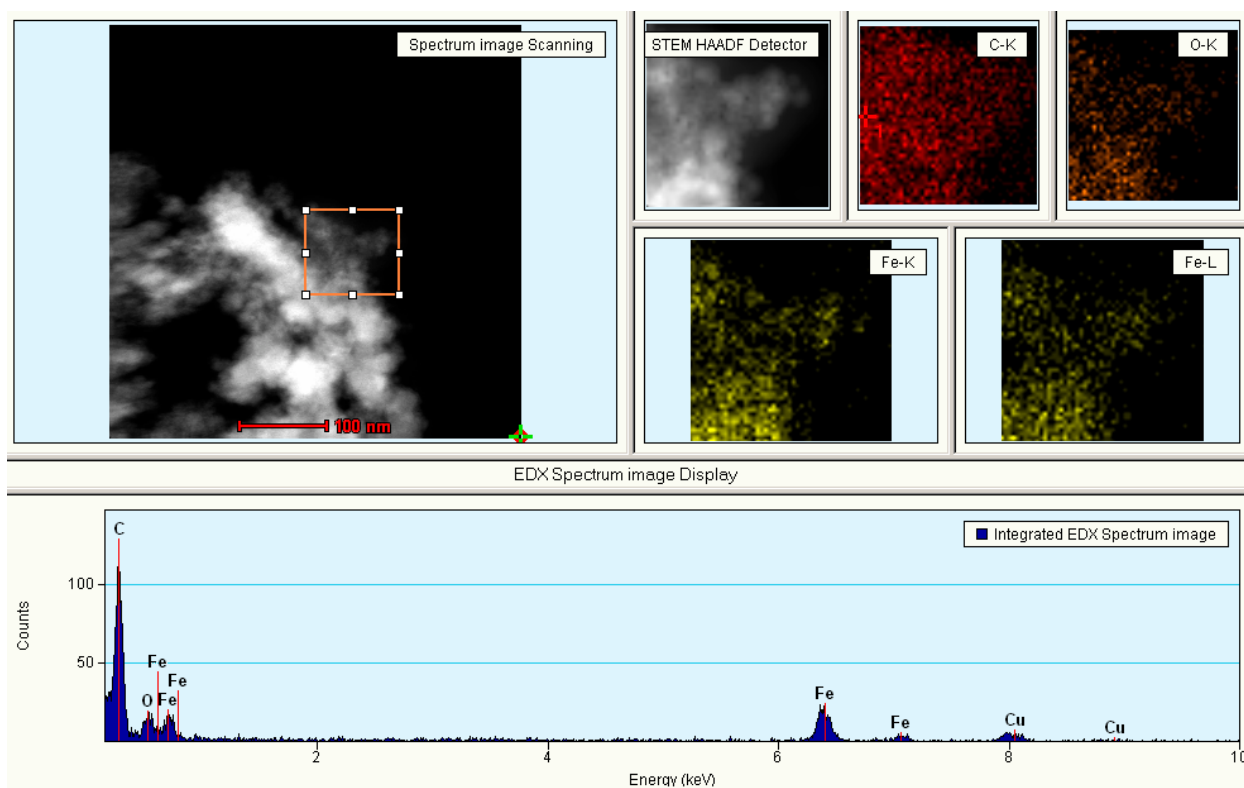 Spectrum image Scanning
STEM HAADF Detector
C-K
O-K
Fe-K
Fe-L
100 nm
EDX Spectrum image Display
Integrated EDX Spectrum image
Counts
100
50
C
O
Fe
Fe
Fe
Fe
Fe
Cu
Cu
2
4
6
8
10
Energy (keV)